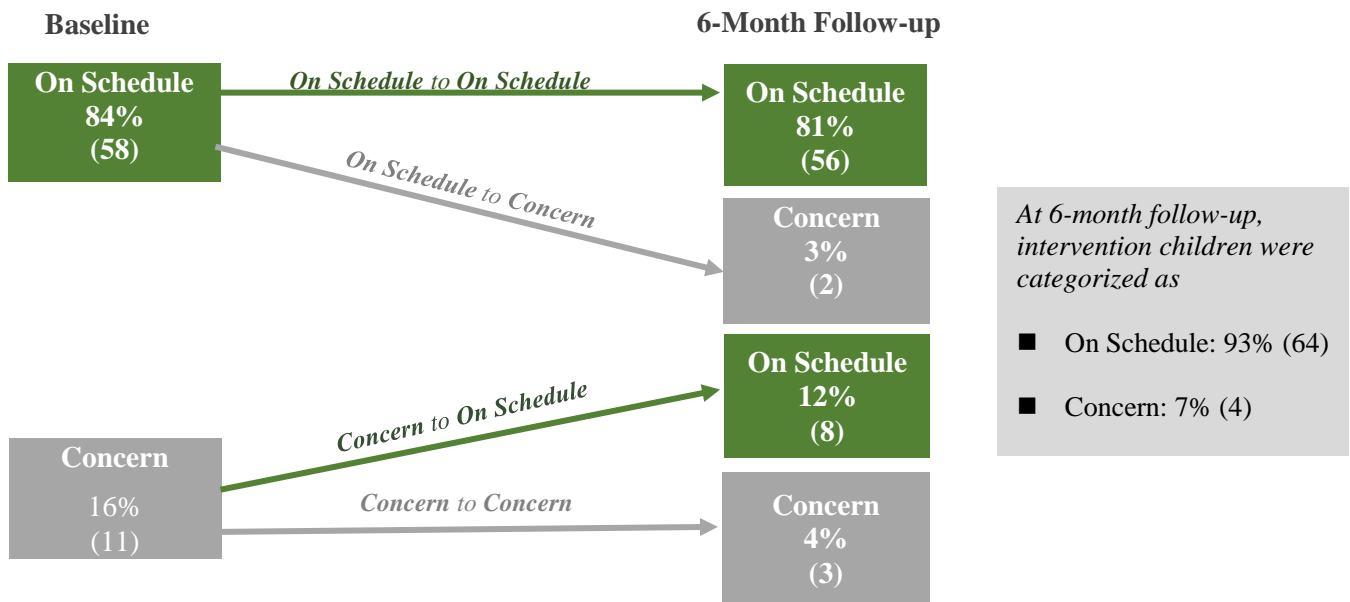 Baseline
6-Month Follow-up
On Schedule
84%
(58)
On Schedule to On Schedule
On Schedule
81%
(56)
On Schedule to Concern
Concern
3%
(2)
At 6-month follow-up,
intervention children were
categorized as
■ On Schedule: 93% (64)
■ Concern: 7% (4)
Concern to On Schedule
On Schedule
12%
(8)
Concern
16%
(11)
Concern to Concern
Concern
4%
(3)